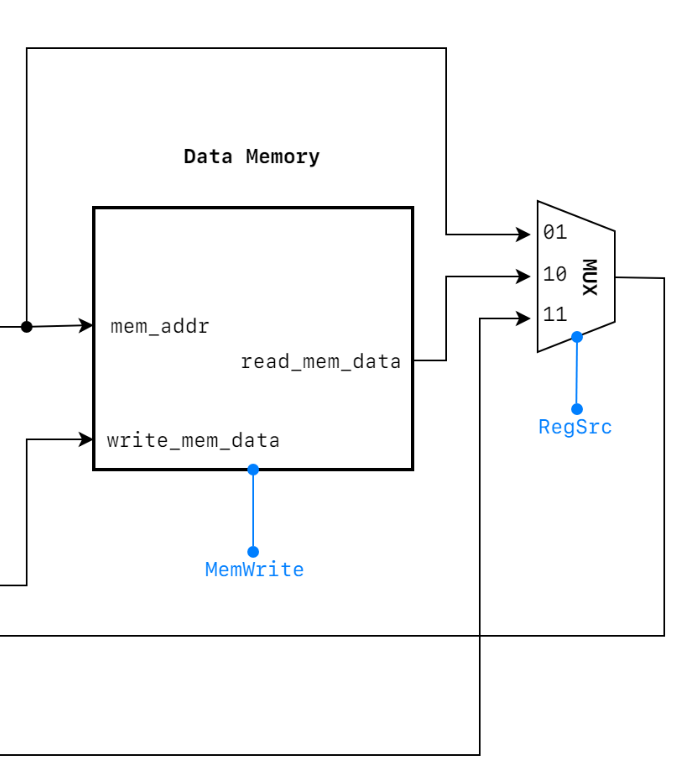 Data Memory
01
10
11
MUX
mem_addr
read_mem_data
write_mem_data
RegSrc
MemWrite